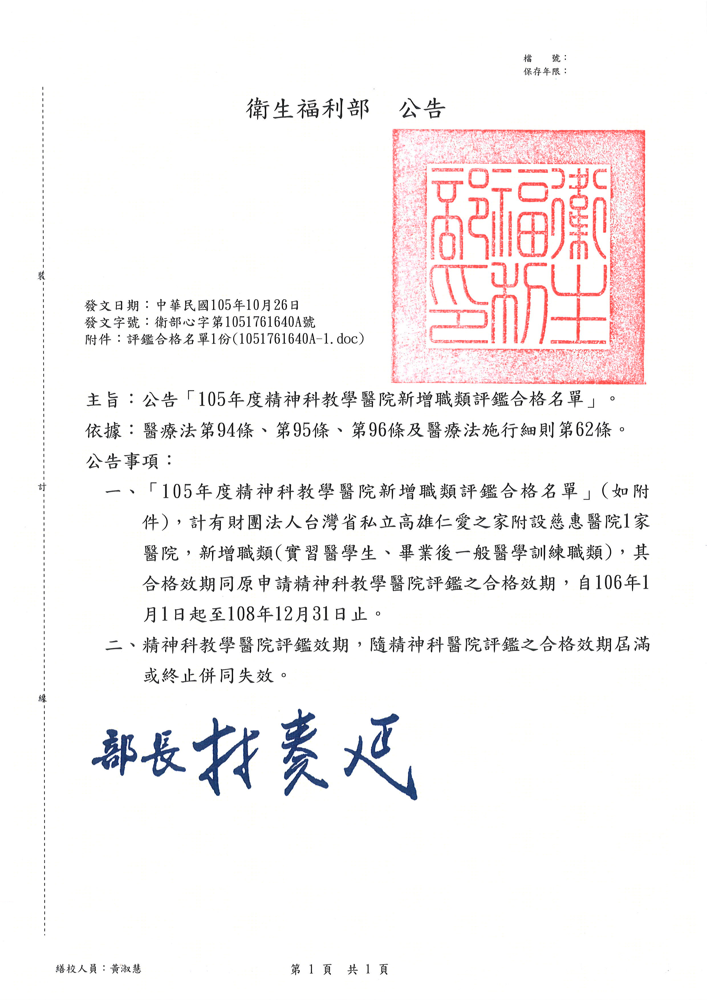 檔　　號：
保存年限：
衛生福利部　公告
衛生福利部印
發文日期：中華民國105年10月26日
發文字號：衛部心字第1051761640A號
附件：評鑑合格名單1份(1051761640A-1.doc)
主旨：公告「105年度精神科教學醫院新增職類評鑑合格名單」。
依據：醫療法第94條、第95條、第96條及醫療法施行細則第62條。
公告事項：
一、「105年度精神科教學醫院新增職類評鑑合格名單」(如附
件)，計有財團法人台灣省私立高雄仁愛之家附設慈惠醫院1家
醫院，新增職類(實習醫學生、畢業後一般醫學訓練職類)，其
合格效期同原申請精神科教學醫院評鑑之合格效期，自106年1
月1日起至108年12月31日止。
二、精神科教學醫院評鑑效期，隨精神科醫院評鑑之合格效期屆滿
或終止併同失效。
部長林奏延
裝
訂
線
繕校人員：黃淑慧
第 1 頁　共 1 頁